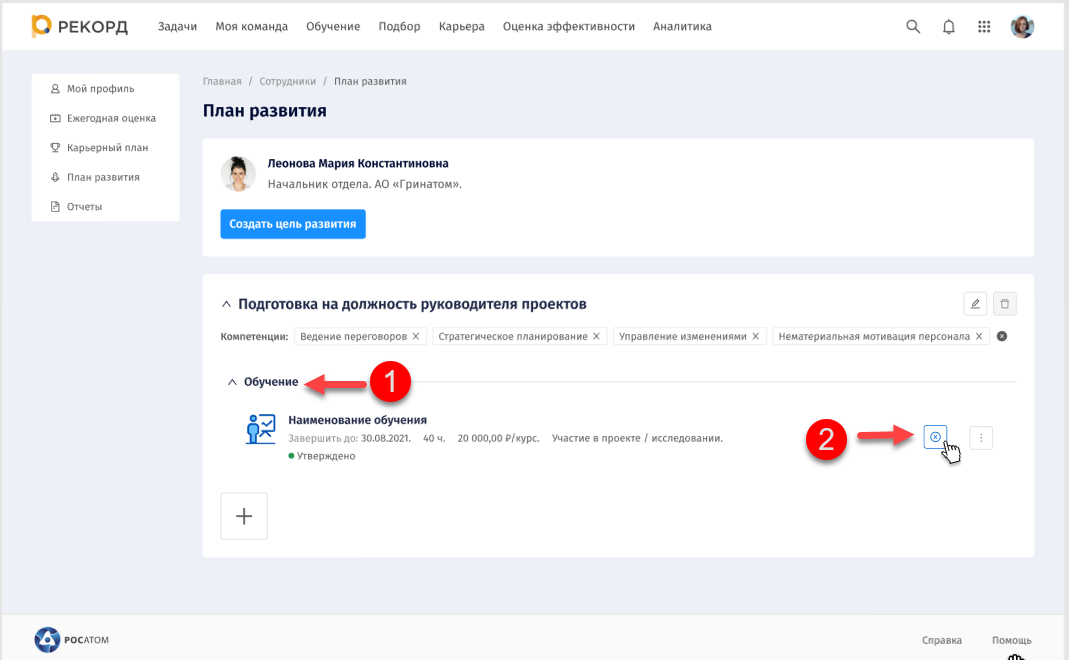 РЕКОРД Задачи Моя команда Обучение Подбор Карьера Оценка эффективности Аналитика
Мой профиль
Ежегодная оценка
Карьерный план
План развития
Отчеты
Главная / Сотрудники / План развития
План развития
Леонова Мария Константиновна
Начальник отдела. АО «Гринатом».
Создать цель развития
Подготовка на должность руководителя проектов
Компетенции: Ведение переговоров X Стратегическое планирование X Управление изменениями X Нематериальная мотивация персонала X
Обучение 1
Наименование обучения
Завершить до: 30.08.2021. 40 ч. 20 000,00 ₽/курс. Участие в проекте / исследовании.
Утверждено
2
РОСАТОМ Справка Помощь